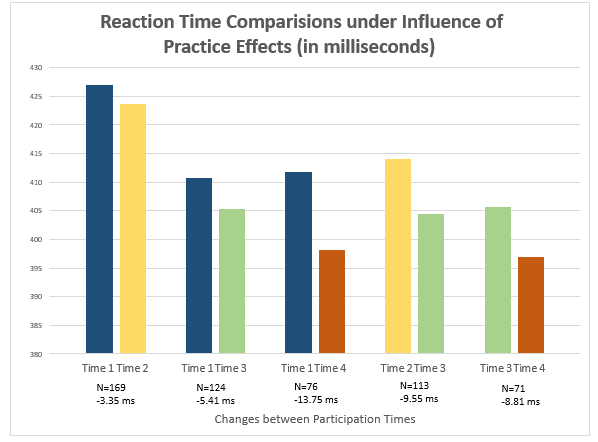 Reaction Time Comparisions under Influence of
Practice Effects (in milliseconds)
430
425
420
415
410
405
400
395
390
385
380
Time 1 Time 2
Time 1 Time 3
Time 1 Time 4
Time 2 Time 3
Time 3 Time 4
N=169
-3.35 ms
N=124
-5.41 ms
N=76
-13.75 ms
N=113
-9.55 ms
N=71
-8.81 ms
Changes between Participation Times